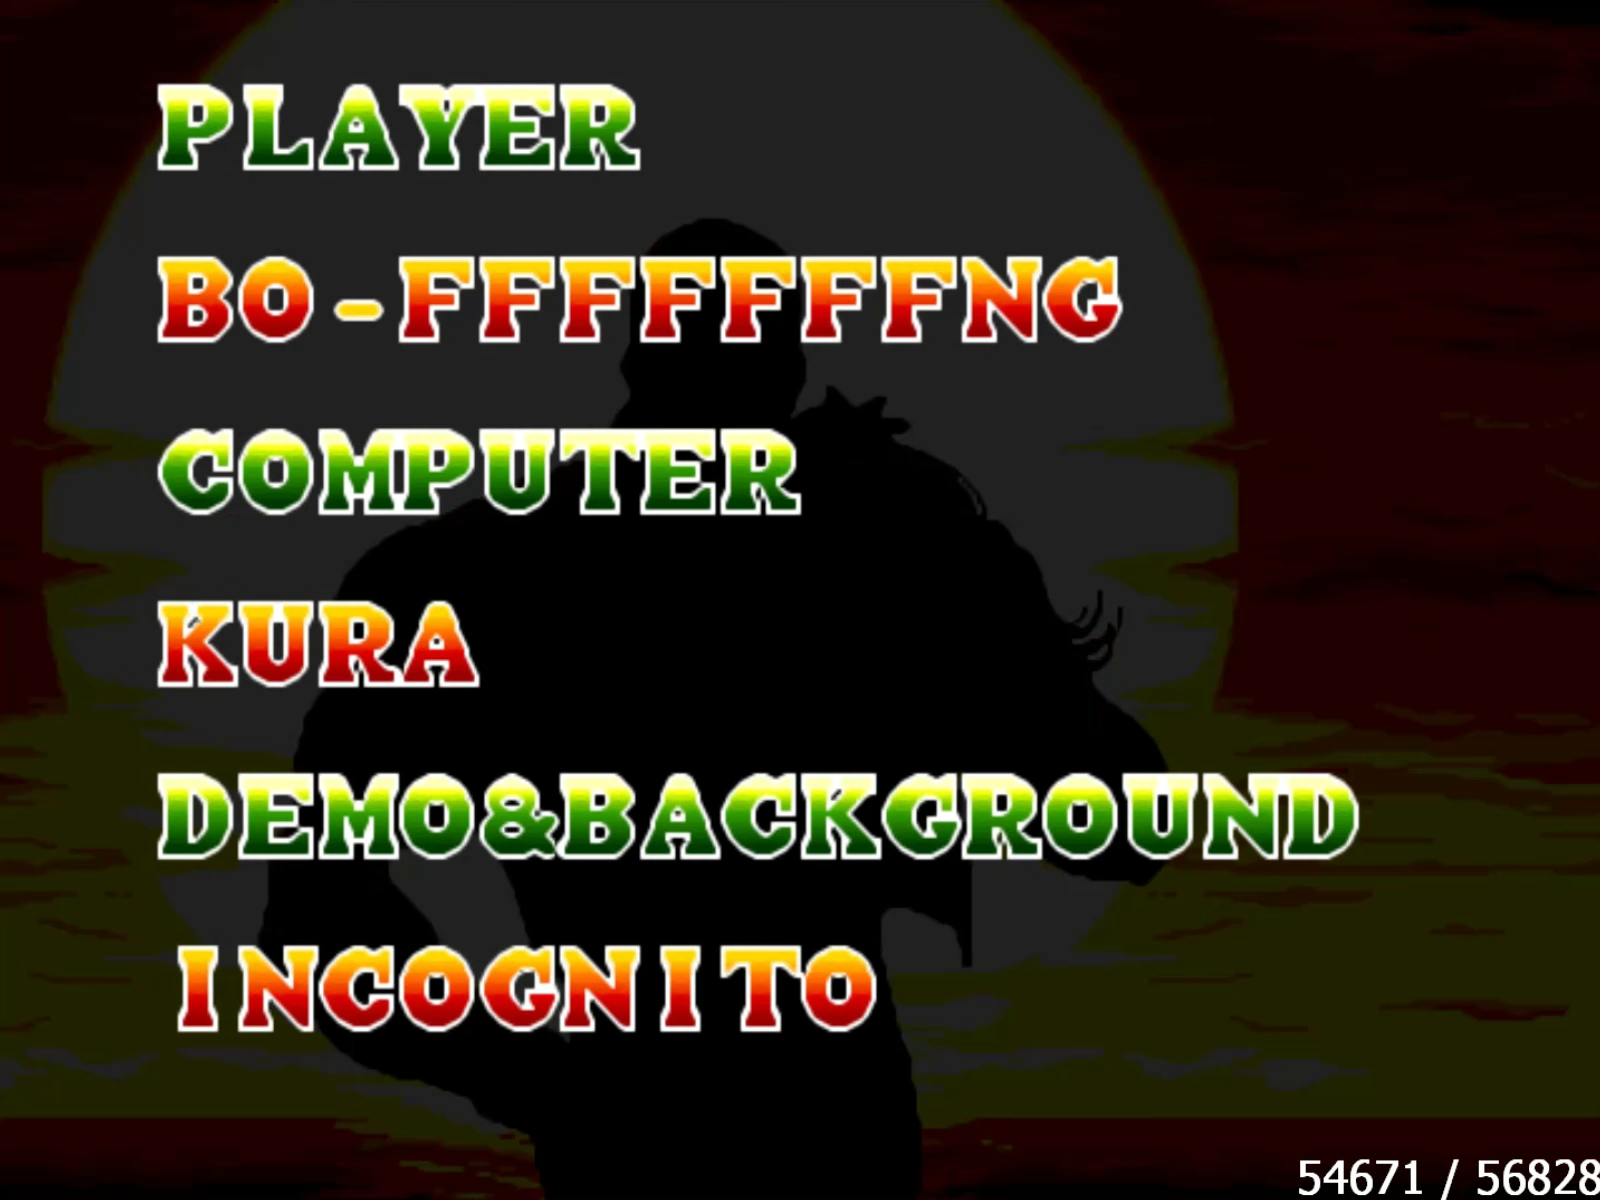 PLAYER
BO-FFFFFFFNG
COMPUTER
KURA
DEMO&BACKGROUND
INCOGNITO
54671 / 56828